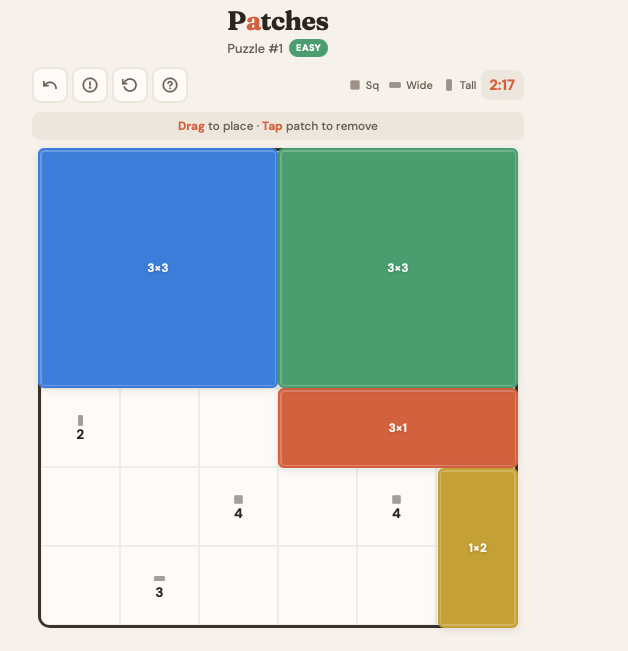 Patches
Puzzle #1 EASY
Sq Wide Tall 2:17
Drag to place · Tap patch to remove
3×3 3×3
2 3×1
4 4 1×2
3